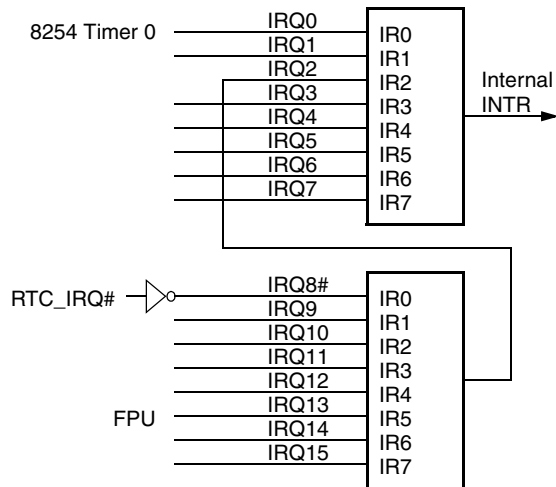 8254 Timer 0
IRQ0
IR0
IRQ1
IR1
IRQ2
IR2
Internal
INTR
IRQ3
IR3
IRQ4
IR4
IRQ5
IR5
IRQ6
IR6
IRQ7
IR7
RTC_IRQ#
IRQ8#
IR0
IRQ9
IR1
IRQ10
IR2
IRQ11
IR3
IRQ12
IR4
FPU
IRQ13
IR5
IRQ14
IR6
IRQ15
IR7